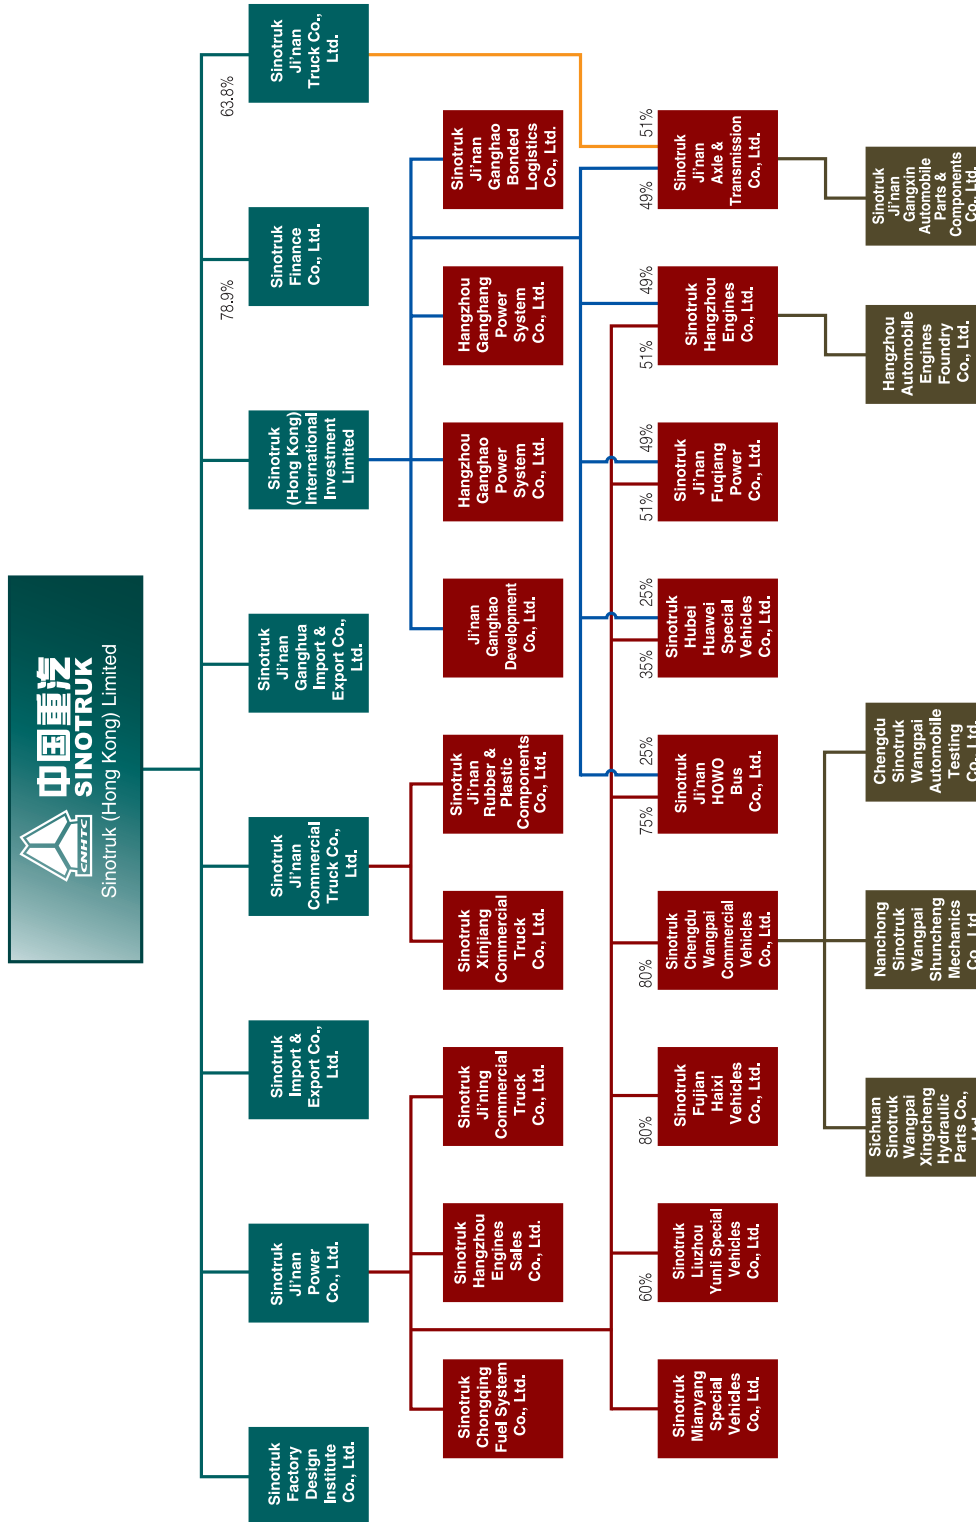 中国重汽
CNHTC
SINOTRUK
Sinotruk (Hong Kong) Limited
Sinotruk
Factory
Design
Institute
Co., Ltd.
Sinotruk
Ji'nan
Power
Co., Ltd.
Sinotruk
Import &
Export Co.,
Ltd.
Sinotruk
Ji'nan
Commercial
Truck Co.,
Ltd.
Sinotruk
Ji'nan
Ganghua
Import &
Export Co.,
Ltd.
Sinotruk
(Hong Kong)
International
Investment
Limited
78.9%
Sinotruk
Finance
Co., Ltd.
63.8%
Sinotruk
Ji'nan
Truck Co.,
Ltd.
Sinotruk
Chongqing
Fuel System
Co., Ltd.
Sinotruk
Hangzhou
Engines
Sales
Co., Ltd.
Sinotruk
Ji'ning
Commercial
Truck
Co., Ltd.
Sinotruk
Xinjiang
Commercial
Truck
Co., Ltd.
Sinotruk
Ji'nan
Rubber &
Plastic
Components
Co., Ltd.
Ji'nan
Ganghao
Development
Co., Ltd.
Hangzhou
Ganghao
Power
System
Co., Ltd.
Hangzhou
Ganghang
Power
System
Co., Ltd.
Sinotruk
Ji'nan
Ganghao
Bonded
Logistics
Co., Ltd.
Sinotruk
Mianyang
Special
Vehicles
Co., Ltd.
60%
Sinotruk
Liuzhou
Yunli Special
Vehicles
Co., Ltd.
80%
Sinotruk
Fujian
Haixi
Vehicles
Co., Ltd.
80%
Sinotruk
Chengdu
Wangpai
Commercial
Vehicles
Co., Ltd.
75%
25%
Sinotruk
Ji'nan
HOWO
Bus
Co., Ltd.
35%
25%
Sinotruk
Hubei
Huawei
Special
Vehicles
Co., Ltd.
51%
49%
Sinotruk
Ji'nan
Fuqiang
Power
Co., Ltd.
51%
49%
Sinotruk
Hangzhou
Engines
Co., Ltd.
49%
51%
Sinotruk
Ji'nan
Axle &
Transmission
Co., Ltd.
Sichuan
Sinotruk
Wangpai
Xingcheng
Hydraulic
Parts Co.,
Ltd.
Nanchong
Sinotruk
Wangpai
Shuncheng
Mechanics
Co., Ltd.
Chengdu
Sinotruk
Wangpai
Automobile
Testing
Co., Ltd.
Hangzhou
Automobile
Engines
Foundry
Co., Ltd.
Sinotruk
Ji'nan
Gangxin
Automobile
Parts &
Components
Co., Ltd.